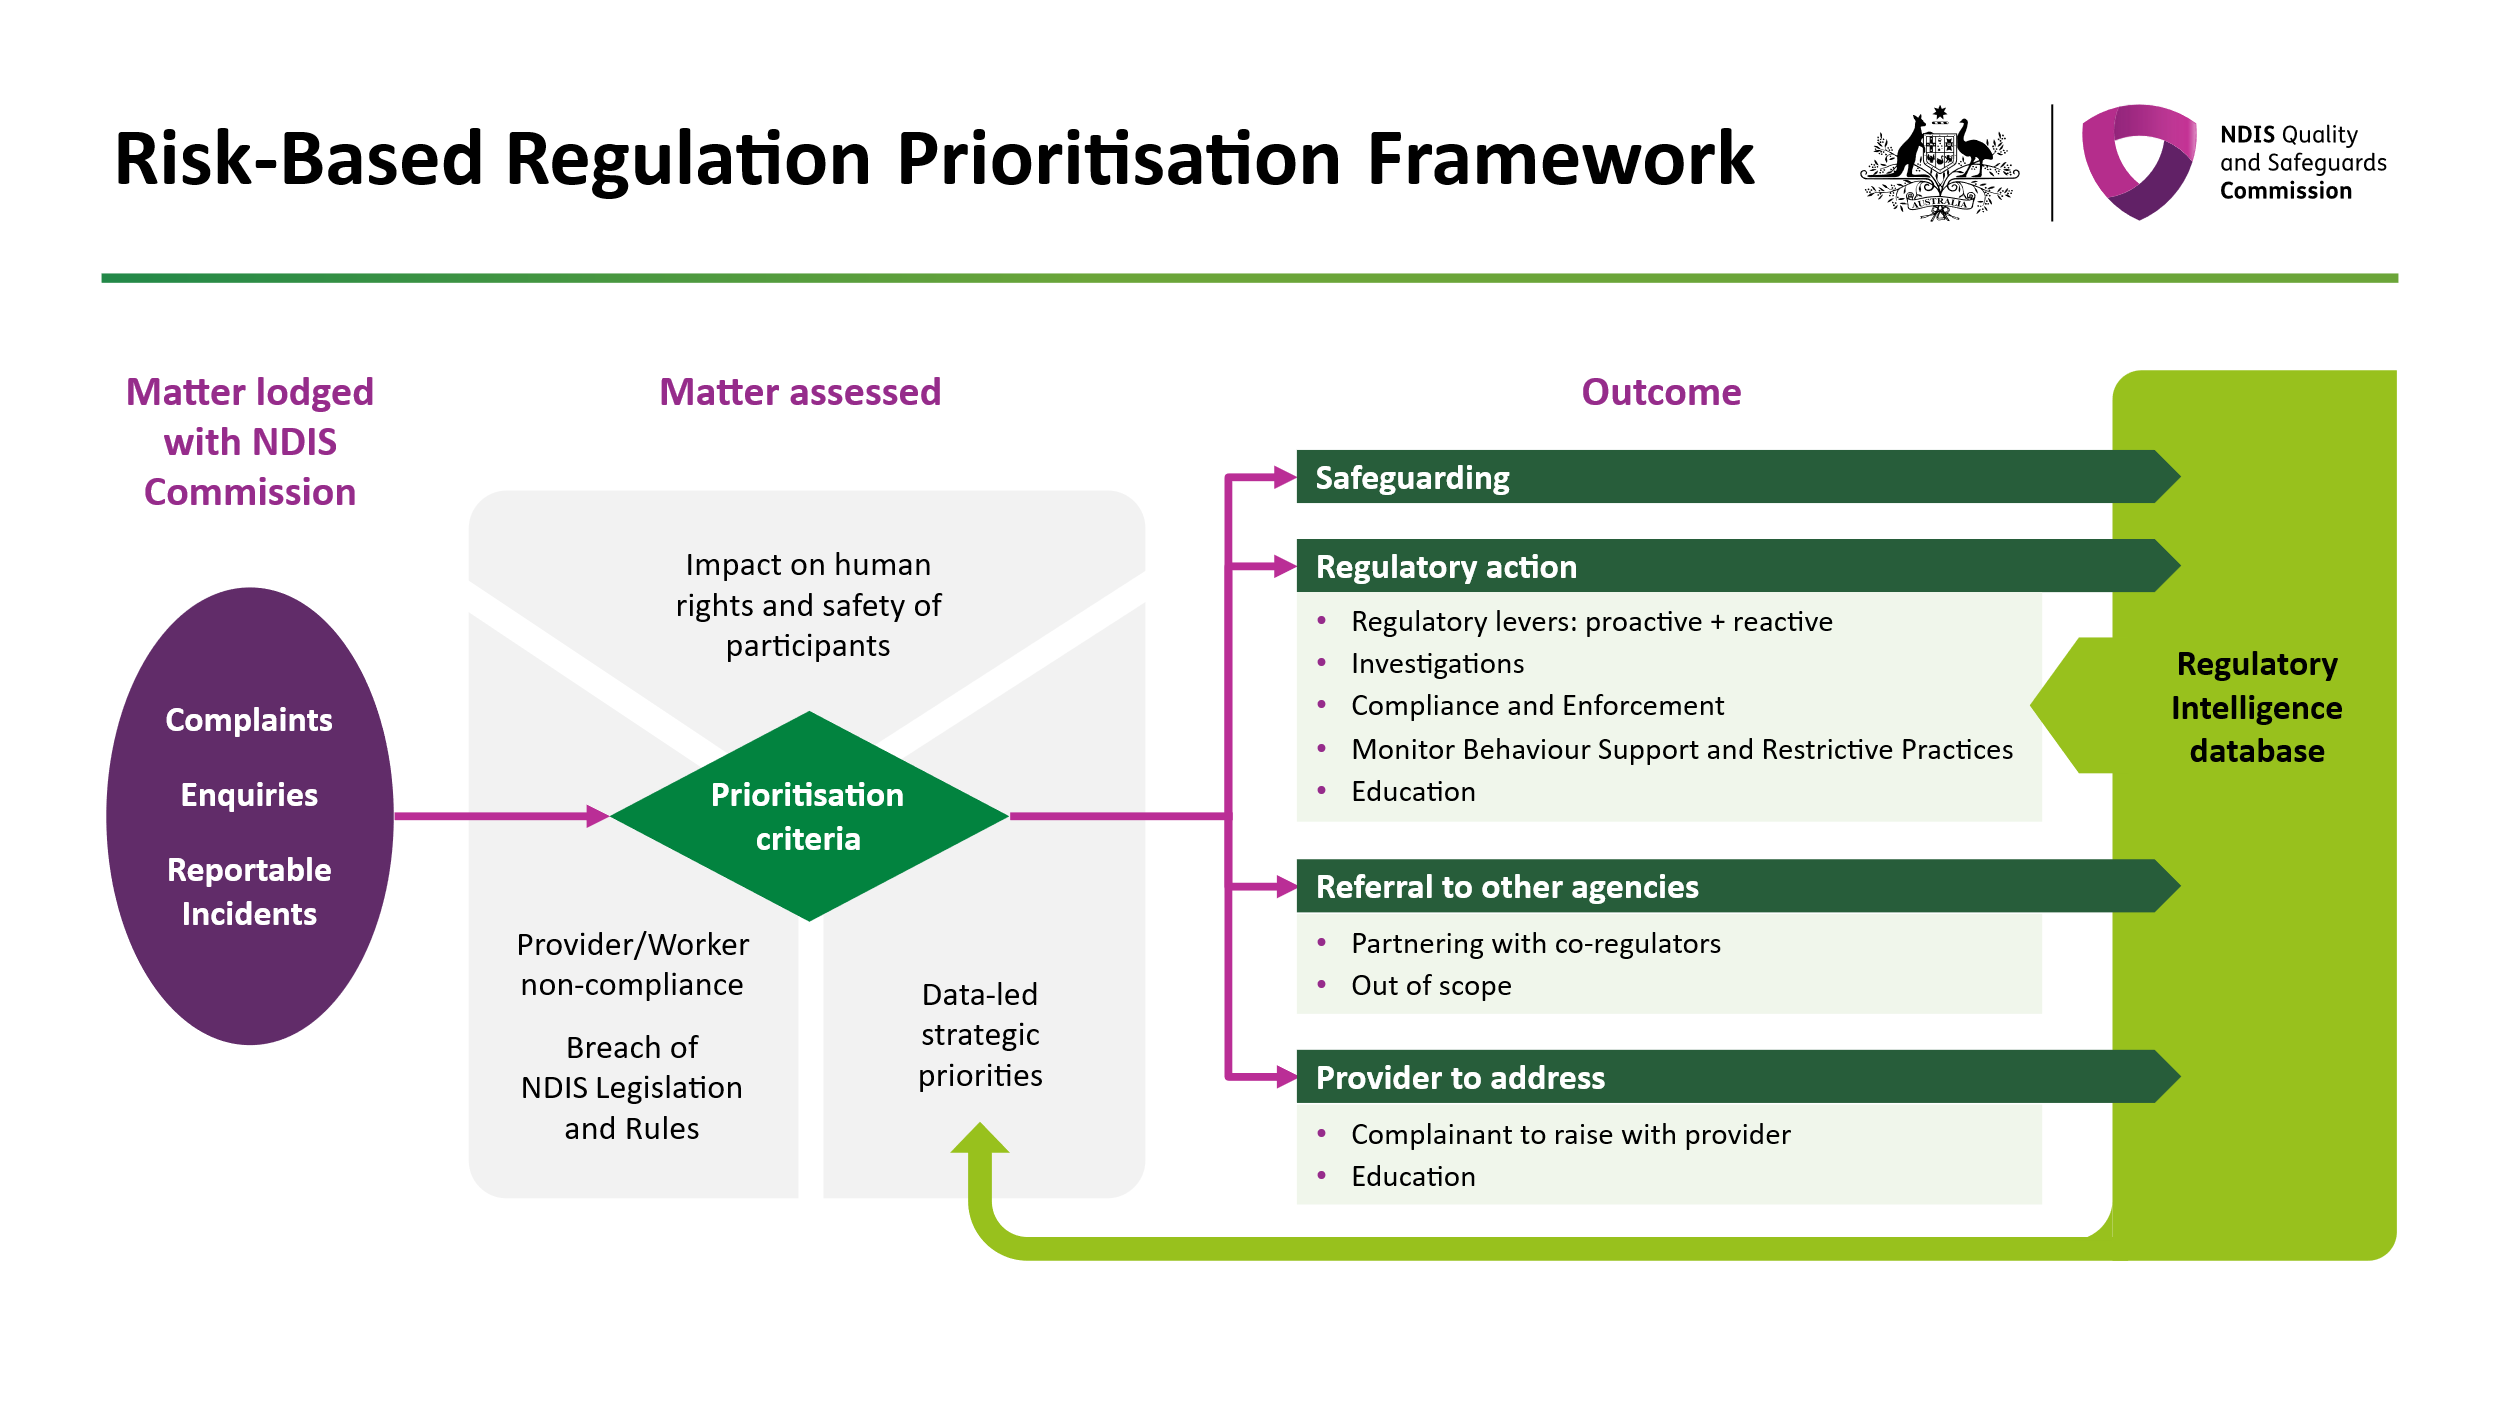 Risk-Based Regulation Prioritisation Framework
AUSTRALIA
NDIS Quality
and Safeguards
Commission
Matter lodged
with NDIS
Commission
Complaints
Enquiries
Reportable
Incidents
Matter assessed
Impact on human
rights and safety of
participants
Prioritisation
criteria
Provider/Worker
non-compliance
Breach of
NDIS Legislation
and Rules
Data-led
strategic
priorities
Outcome
Safeguarding
Regulatory action
• Regulatory levers: proactive + reactive
• Investigations
• Compliance and Enforcement
• Monitor Behaviour Support and Restrictive Practices
• Education
Referral to other agencies
• Partnering with co-regulators
• Out of scope
Provider to address
• Complainant to raise with provider
• Education
Regulatory
Intelligence
database